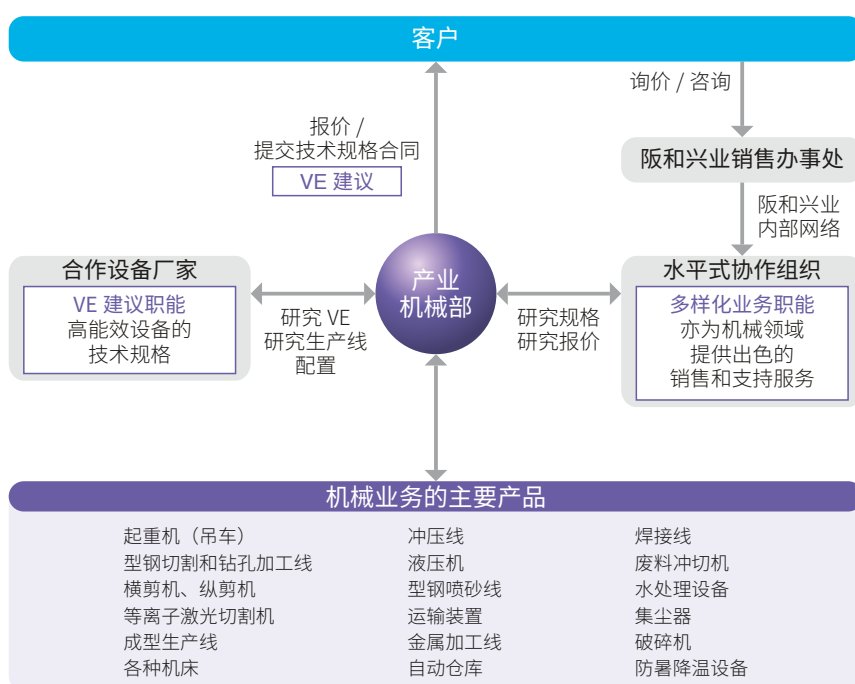 客户
询价 / 咨询
报价 /
提交技术规格合同
VE 建议
阪和兴业销售办事处
阪和兴业
内部网络
合作设备厂家
VE 建议职能
高能效设备的
技术规格
研究 VE
研究生产线
配置
产业
机械部
研究规格
研究报价
水平式协作组织
多样化业务职能
亦为机械领域
提供出色的
销售和支持服务
机械业务的主要产品
起重机（吊车）
型钢切割和钻孔加工线
横剪机、纵剪机
等离子激光切割机
成型生产线
各种机床
冲压线
液压机
型钢喷砂线
运输装置
金属加工线
自动仓库
焊接线
废料冲切机
水处理设备
集尘器
破碎机
防暑降温设备